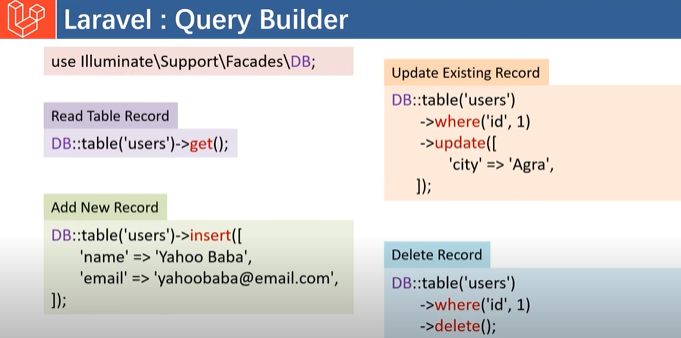 Laravel : Query Builder
use Illuminate\Support\Facades\DB;
Read Table Record
DB::table('users')->get();
Add New Record
DB::table('users')->insert([
'name' => 'Yahoo Baba',
'email' => 'yahoobaba@email.com',
]);
Update Existing Record
DB::table('users')
->where('id', 1)
->update([
'city' => 'Agra',
]);
Delete Record
DB::table('users')
->where('id', 1)
->delete();